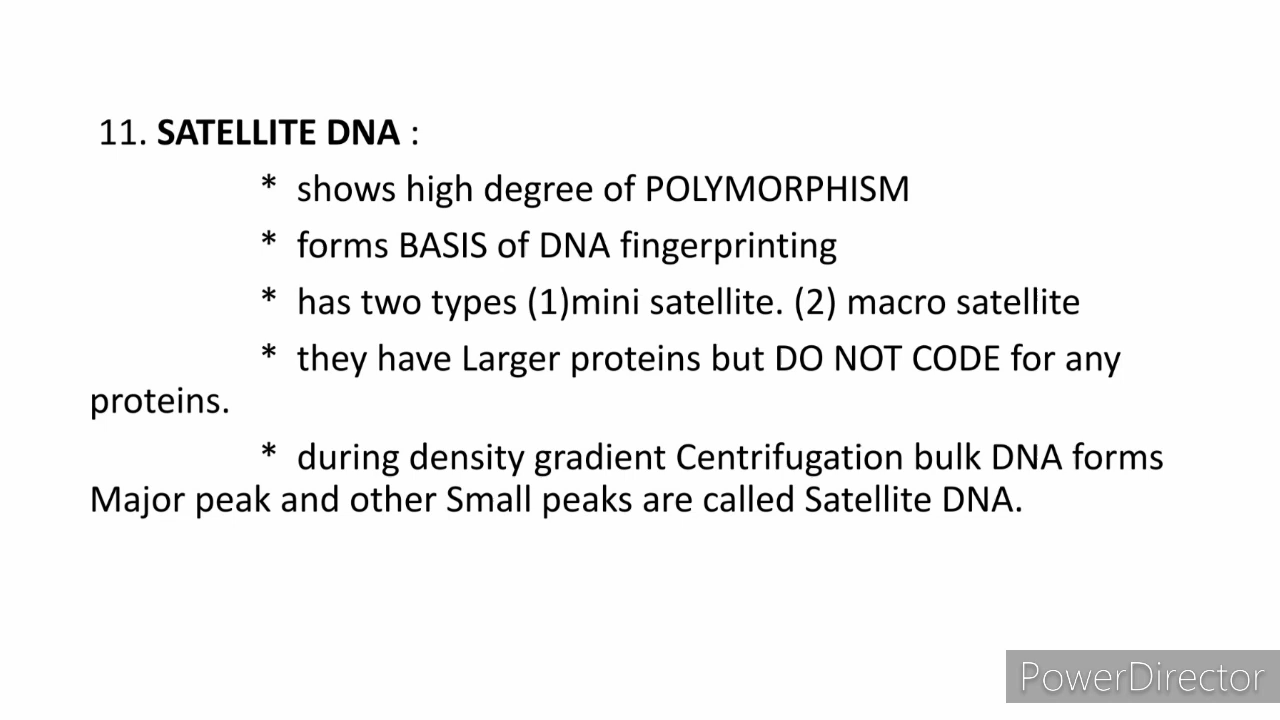 11. SATELLITE DNA :
* shows high degree of POLYMORPHISM
* forms BASIS of DNA fingerprinting
* has two types (1)mini satellite. (2) macro satellite
* they have Larger proteins but DO NOT CODE for any
proteins.
* during density gradient Centrifugation bulk DNA forms
Major peak and other Small peaks are called Satellite DNA.
PowerDirector